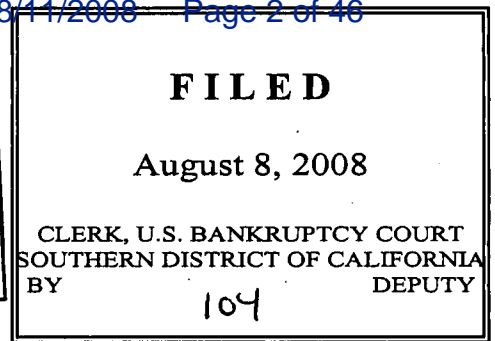 8/11/2008 Page 2 of 46
FILED
August 8, 2008
CLERK, U.S. BANKRUPTCY COURT
SOUTHERN DISTRICT OF CALIFORNIA
BY DEPUTY
104